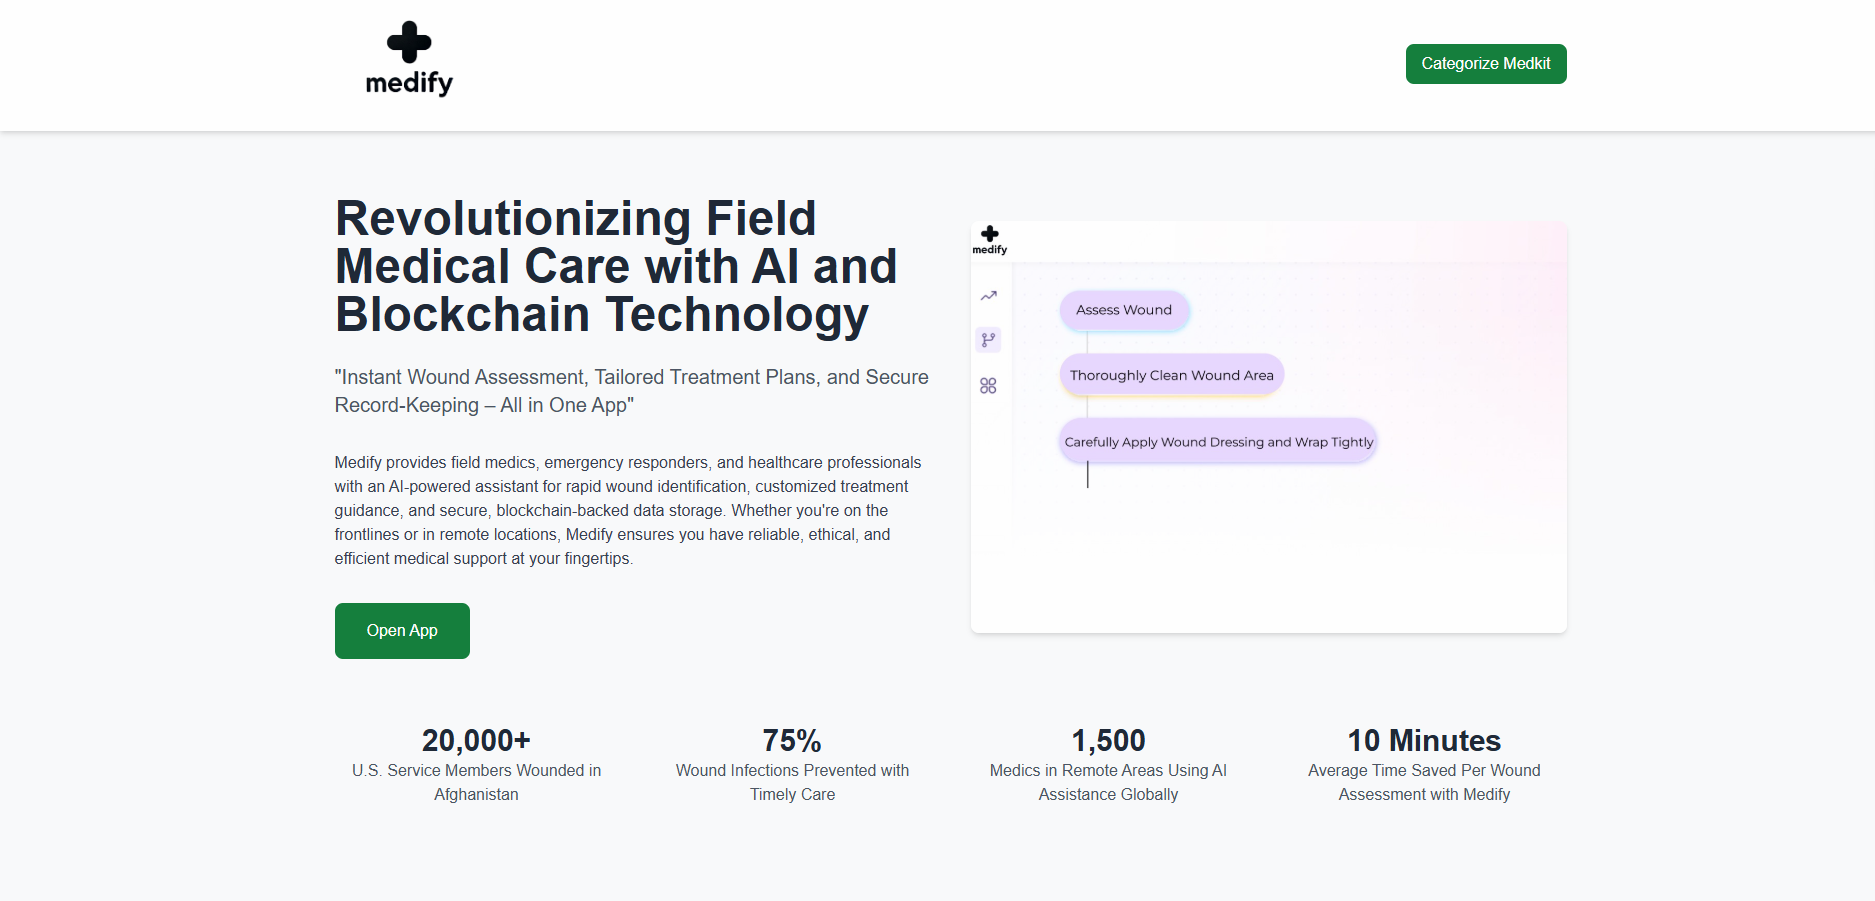 medify
Categorize Medkit
Revolutionizing Field
Medical Care with AI and
Blockchain Technology
"Instant Wound Assessment, Tailored Treatment Plans, and Secure
Record-Keeping – All in One App"
Medify provides field medics, emergency responders, and healthcare professionals
with an AI-powered assistant for rapid wound identification, customized treatment
guidance, and secure, blockchain-backed data storage. Whether you're on the
frontlines or in remote locations, Medify ensures you have reliable, ethical, and
efficient medical support at your fingertips.
Open App
medify
Assess Wound
Thoroughly Clean Wound Area
Carefully Apply Wound Dressing and Wrap Tightly
20,000+
U.S. Service Members Wounded in
Afghanistan
75%
Wound Infections Prevented with
Timely Care
1,500
Medics in Remote Areas Using AI
Assistance Globally
10 Minutes
Average Time Saved Per Wound
Assessment with Medify